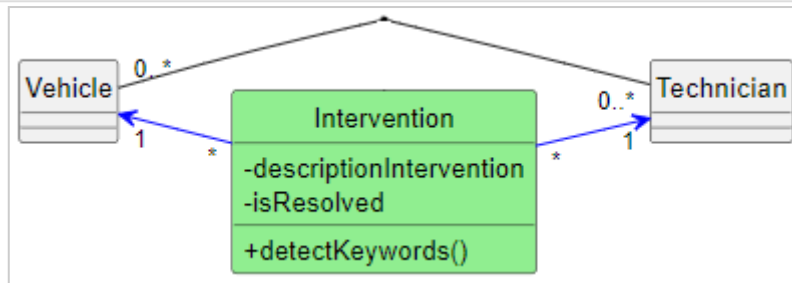 Vehicle
0..*
1
*
Intervention
-descriptionIntervention
-isResolved
+detectKeywords()
Technician
0..*
1
*